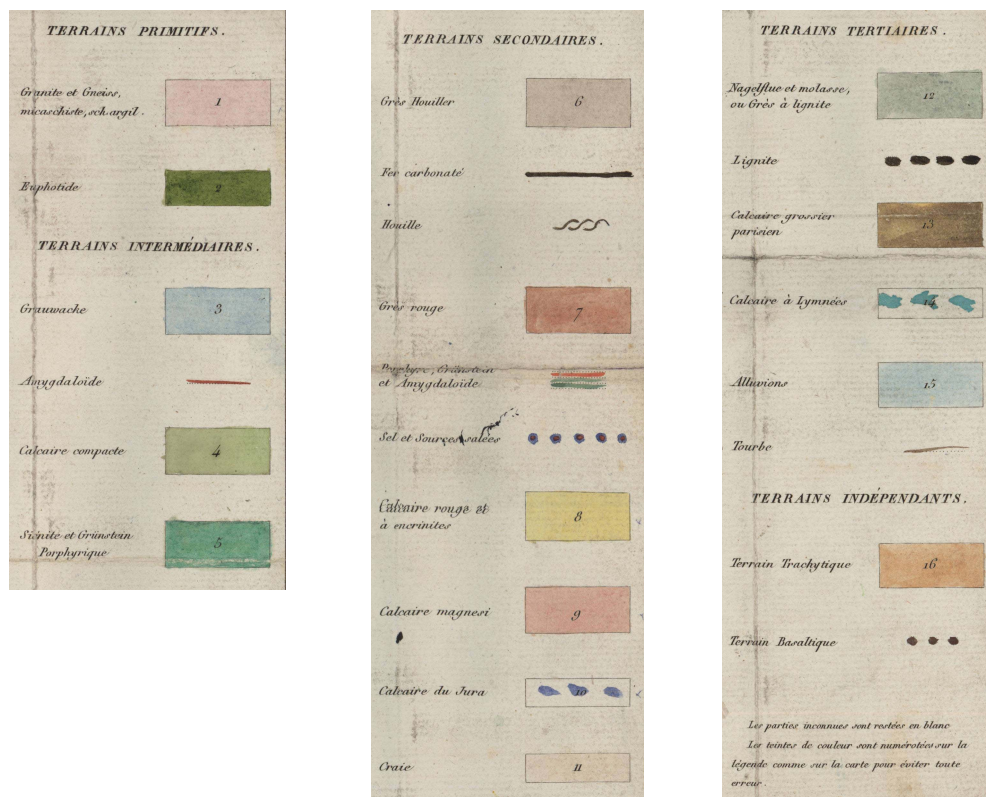 TERRAINS PRIMITIFS.
Granite et Gneiss,
micaschiste, sch. argil.
1
Euphotide
2
TERRAINS INTERMÉDIAIRES.
Grauwacke
3
Amygdaloïde
Calcaire compacte
4
Siénite et Grünstein
Porphyrique
5
TERRAINS SECONDAIRES.
Grès Houiller
6
Fer carbonaté
Houille
Grès rouge
7
Porphyre, Grünstein
et Amygdaloïde
Sel et Sources salées
Calcaire rouge et
à encrinites
8
Calcaire magnesi
9
Calcaire du Jura
10
Craie
11
TERRAINS TERTIAIRES.
Nagelflue et molasse,
ou Grès à lignite
12
Lignite
Calcaire grossier
parisien
13
Calcaire à Lymnées
14
Alluvions
15
Tourbe
TERRAINS INDÉPENDANTS.
Terrain Trachytique
16
Terrain Basaltique
Les parties inconnues sont restées en blanc
Les teintes de couleur sont numérotées sur la
légende comme sur la carte pour éviter toute
erreur.